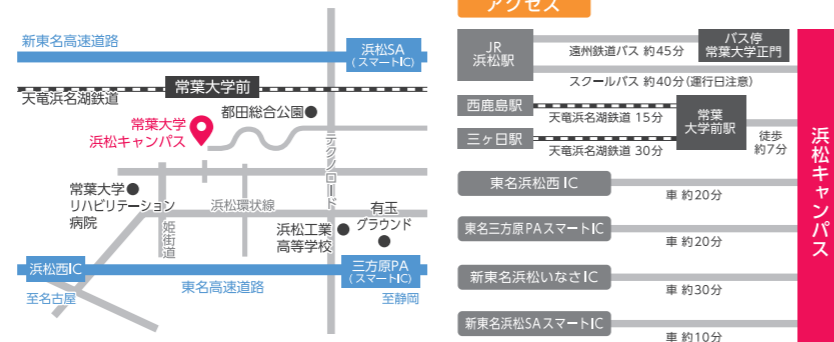 新東名高速道路
浜松SA
(スマートIC)
常葉大学前
天竜浜名湖鉄道
都田総合公園
常葉大学
浜松キャンパス
テクノロード
常葉大学
リハビリテーション
病院
浜松環状線
姫街道
有玉
グラウンド
浜松工業
高等学校
浜松西IC
三方原PA
(スマートIC)
至名古屋
東名高速道路
至静岡
アクセス
JR
浜松駅
遠州鉄道バス 約45分
バス停
常葉大学正門
スクールバス 約40分(運行日注意)
西鹿島駅
天竜浜名湖鉄道 15分
常葉
大学前駅
三ヶ日駅
天竜浜名湖鉄道 30分
徒歩
約7分
東名浜松西 IC
車 約20分
東名三方原PAスマートIC
車 約20分
新東名浜松いなさIC
車 約30分
新東名浜松SAスマートIC
車 約10分
浜松キャンパス